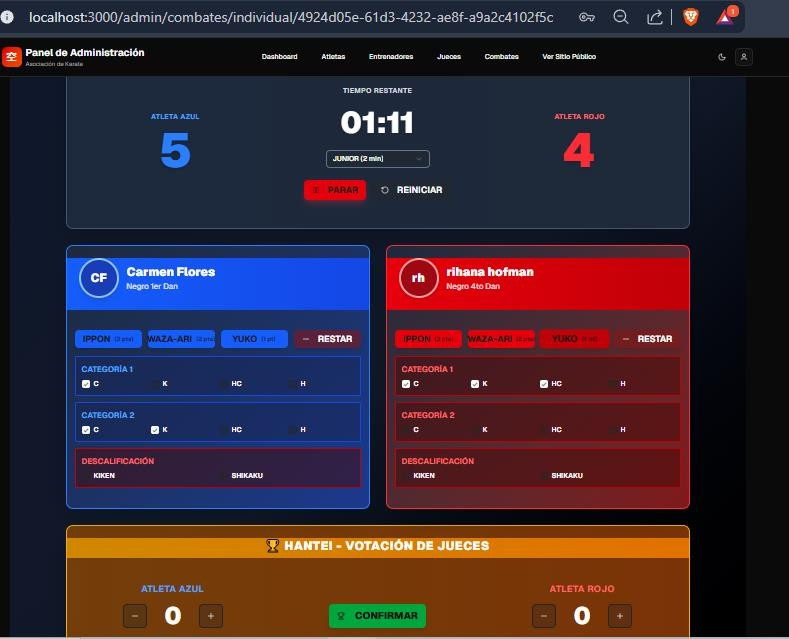 localhost:3000/admin/combates/individual/4924d05e-61d3-4232-ae8f-a9a2c4102f5c
1
空 Panel de Administración
Asociación de Karate
Dashboard Atletas Entrenadores Jueces Combates Ver Sitio Público
TIEMPO RESTANTE
ATLETA AZUL 01:11 ATLETA ROJO
5 4
JUNIOR (2 min)
PARAR REINICIAR
CF Carmen Flores
Negro 1er Dan
IPPON (3 pts) WAZA-ARI (2 pts) YUKO (1 pt) − RESTAR
CATEGORÍA 1
C K HC H
CATEGORÍA 2
C K HC H
DESCALIFICACIÓN
KIKEN SHIKAKU
rh rihana hofman
Negro 4to Dan
IPPON (3 pts) WAZA-ARI (2 pts) YUKO (1 pt) − RESTAR
CATEGORÍA 1
C K HC H
CATEGORÍA 2
C K HC H
DESCALIFICACIÓN
KIKEN SHIKAKU
HANTEI - VOTACIÓN DE JUECES
ATLETA AZUL ATLETA ROJO
− 0 + CONFIRMAR − 0 +